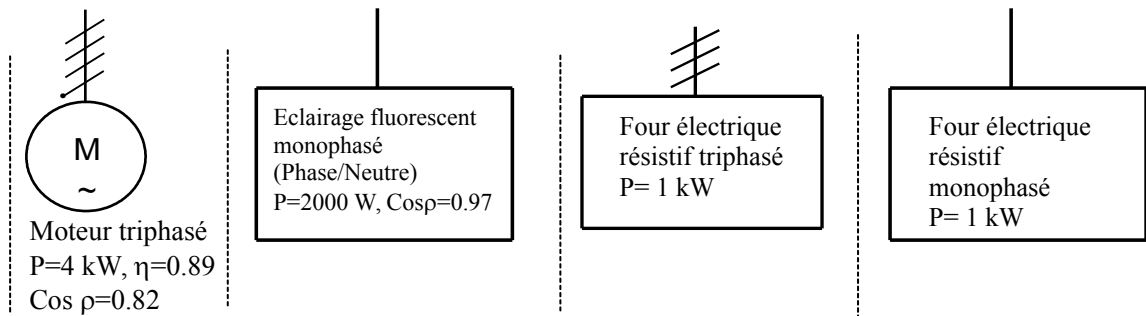 M
~
Moteur triphasé
P=4 kW, η=0.89
Cos ρ=0.82
Eclairage fluorescent
monophasé
(Phase/Neutre)
P=2000 W, Cosρ=0.97
Four électrique
résistif triphasé
P= 1 kW
Four électrique
résistif
monophasé
P= 1 kW